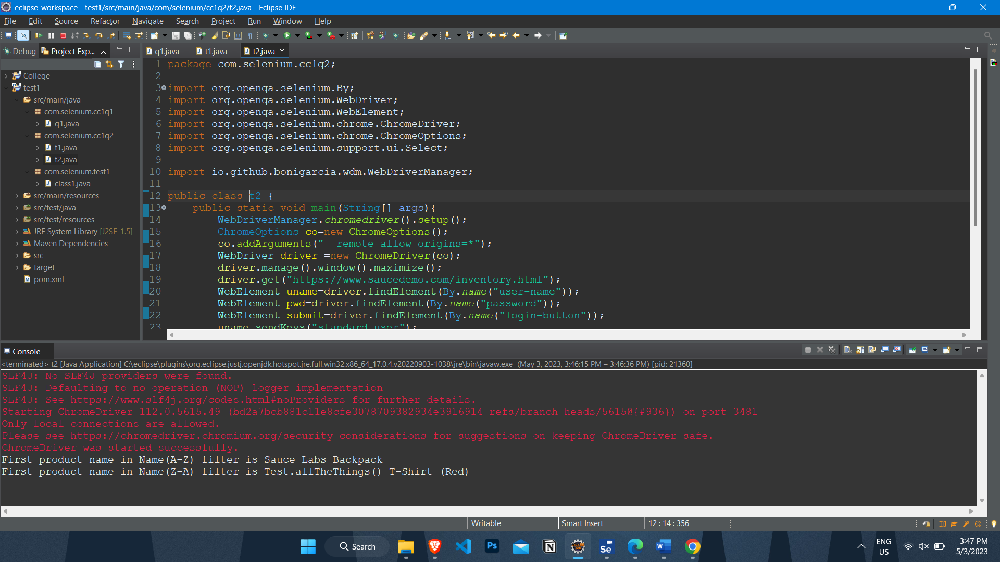 eclipse-workspace - test1/src/main/java/com/selenium/cc1q2/t2.java - Eclipse IDE
File Edit Source Refactor Navigate Search Project Run Window Help
Debug Project Exp... q1.java t1.java t2.java
College
test1
src/main/java
com.selenium.cc1q1
q1.java
com.selenium.cc1q2
t1.java
t2.java
com.selenium.test1
class1.java
src/main/resources
src/test/java
src/test/resources
JRE System Library [J2SE-1.5]
Maven Dependencies
src
target
pom.xml
1 package com.selenium.cc1q2;
2
3 import org.openqa.selenium.By;
4 import org.openqa.selenium.WebDriver;
5 import org.openqa.selenium.WebElement;
6 import org.openqa.selenium.chrome.ChromeDriver;
7 import org.openqa.selenium.chrome.ChromeOptions;
8 import org.openqa.selenium.support.ui.Select;
9
10 import io.github.bonigarcia.wdm.WebDriverManager;
11
12 public class t2 {
13 public static void main(String[] args){
14 WebDriverManager.chromedriver().setup();
15 ChromeOptions co=new ChromeOptions();
16 co.addArguments("--remote-allow-origins=*");
17 WebDriver driver =new ChromeDriver(co);
18 driver.manage().window().maximize();
19 driver.get("https://www.saucedemo.com/inventory.html");
20 WebElement uname=driver.findElement(By.name("user-name"));
21 WebElement pwd=driver.findElement(By.name("password"));
22 WebElement submit=driver.findElement(By.name("login-button"));
23 uname.sendKeys("standard_user");
Console
<terminated> t2 [Java Application] C:\eclipse\plugins\org.eclipse.justj.openjdk.hotspot.jre.full.win32.x86_64_17.0.4.v20220903-1038\jre\bin\javaw.exe (May 3, 2023, 3:46:15 PM – 3:46:36 PM) [pid: 21360]
SLF4J: No SLF4J providers were found.
SLF4J: Defaulting to no-operation (NOP) logger implementation
SLF4J: See https://www.slf4j.org/codes.html#noProviders for further details.
Starting ChromeDriver 112.0.5615.49 (bd2a7bcb881c11e8cfe3078709382934e3916914-refs/branch-heads/5615@{#936}) on port 3481
Only local connections are allowed.
Please see https://chromedriver.chromium.org/security-considerations for suggestions on keeping ChromeDriver safe.
ChromeDriver was started successfully.
First product name in Name(A-Z) filter is Sauce Labs Backpack
First product name in Name(Z-A) filter is Test.allTheThings() T-Shirt (Red)
Writable Smart Insert 12 : 14 : 356
Search
Ps
Se
ENG
US
3:47 PM
5/3/2023